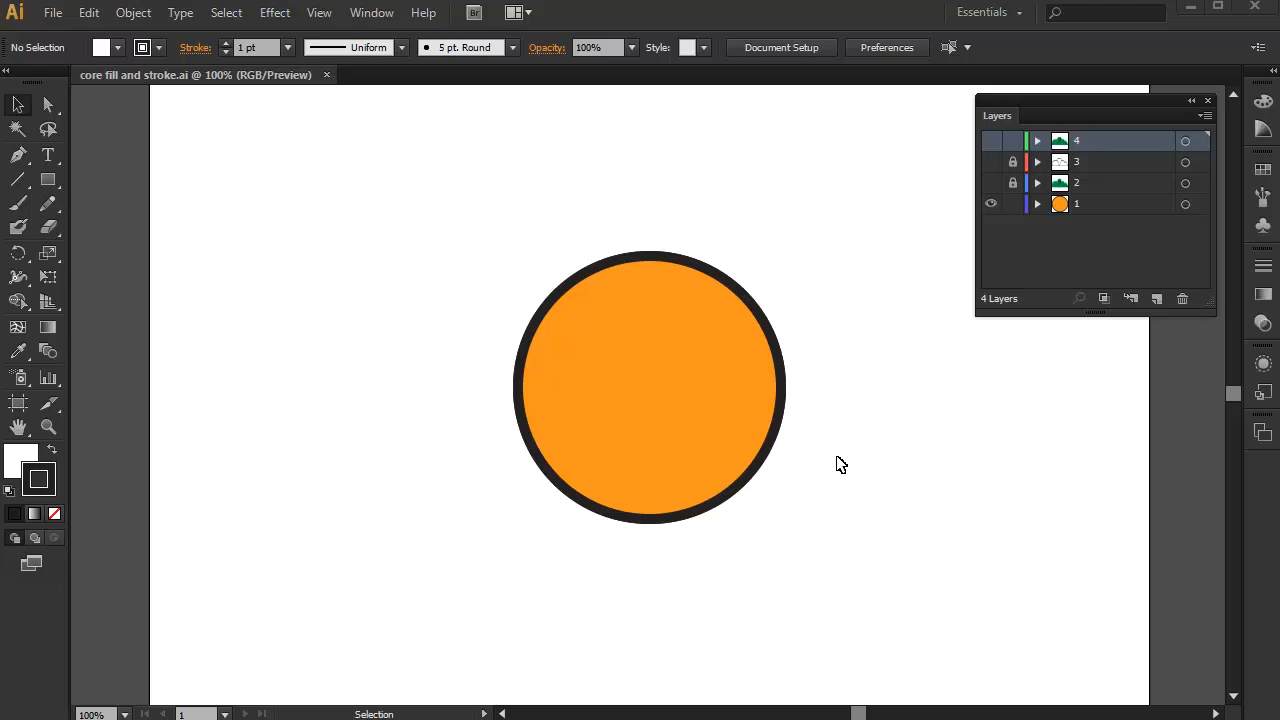 Ai File Edit Object Type Select Effect View Window Help Br Essentials
No Selection Stroke: 1 pt Uniform 5 pt. Round Opacity: 100% Style: Document Setup Preferences
core fill and stroke.ai @ 100% (RGB/Preview)
Layers
4
3
2
1
4 Layers
100% 1 Selection